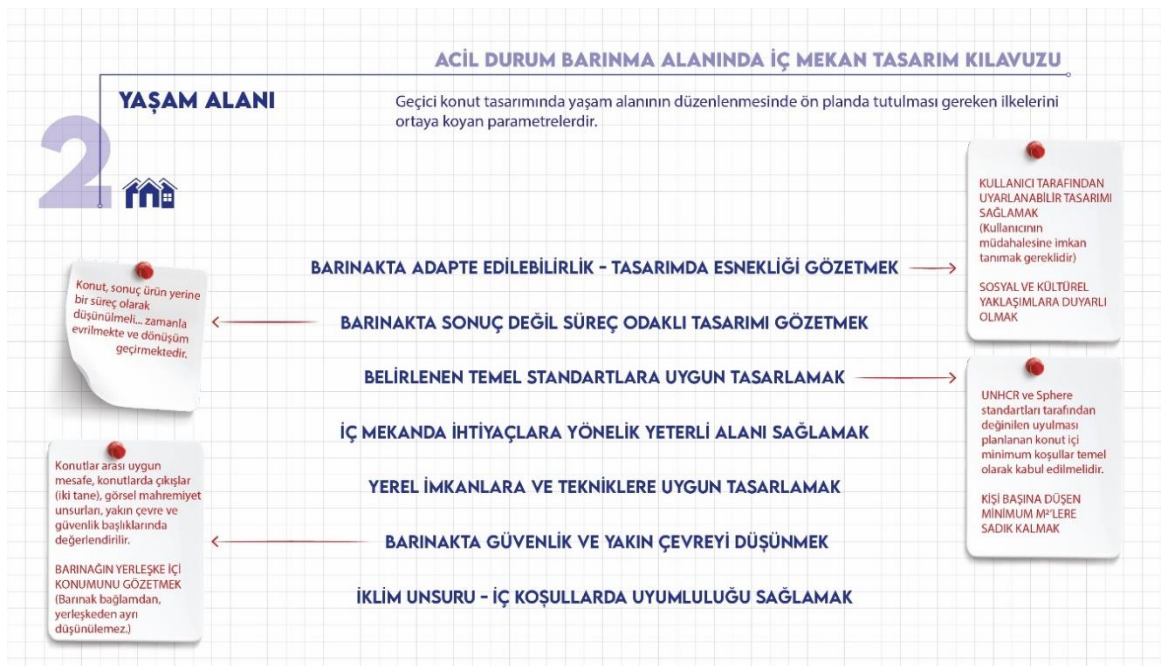 ACİL DURUM BARINMA ALANINDA İÇ MEKAN TASARIM KILAVUZU
2
YAŞAM ALANI
Geçici konut tasarımında yaşam alanının düzenlenmesinde ön planda tutulması gereken ilkelerini
ortaya koyan parametrelerdir.
BARINAKTA ADAPTE EDİLEBİLİRLİK - TASARIMDA ESNEKLİĞİ GÖZETMEK
KULLANICI TARAFINDAN
UYARLANABİLİR TASARIMI
SAĞLAMAK
(Kullanıcının
müdahalesine imkan
tanımak gereklidir)
SOSYAL VE KÜLTÜREL
YAKLAŞIMLARA DUYARLI
OLMAK
BARINAKTA SONUÇ DEĞİL SÜREÇ ODAKLI TASARIMI GÖZETMEK
Konut, sonuç ürün yerine
bir süreç olarak
düşünülmeli... zamanla
evrilmekte ve dönüşüm
geçirmektedir.
BELİRLENEN TEMEL STANDARTLARA UYGUN TASARLAMAK
UNHCR ve Sphere
standartları tarafından
değinilen uyulması
planlanan konut içi
minimum koşullar temel
olarak kabul edilmelidir.
KİŞİ BAŞINA DÜŞEN
MİNİMUM M²'LERE
SADIK KALMAK
İÇ MEKANDA İHTİYAÇLARA YÖNELİK YETERLİ ALANI SAĞLAMAK
YEREL İMKANLARA VE TEKNİKLERE UYGUN TASARLAMAK
BARINAKTA GÜVENLİK VE YAKIN ÇEVREYİ DÜŞÜNMEK
Konutlar arası uygun
mesafe, konutlarda çıkışlar
(iki tane), görsel mahremiyet
unsurları, yakın çevre ve
güvenlik başlıklarında
değerlendirilir.
BARINAĞIN YERLEŞKE İÇİ
KONUMUNU GÖZETMEK
(Barınak bağlamdan,
yerleşkeden ayrı
düşünülemez.)
İKLİM UNSURU - İÇ KOŞULLARDA UYUMLULUĞU SAĞLAMAK